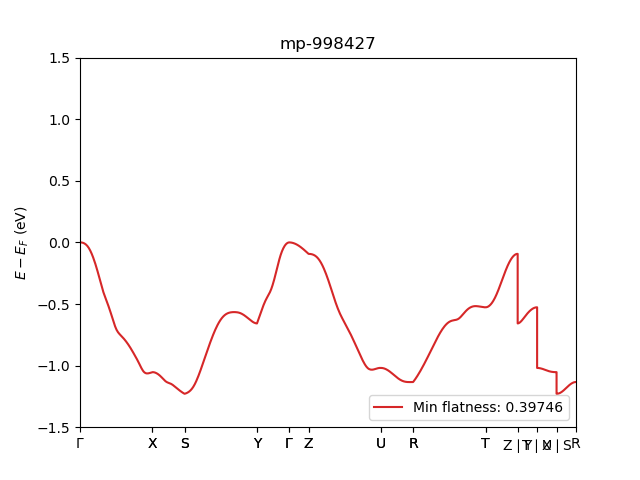 mp-998427
1.5
1.0
0.5
0.0
−0.5
−1.0
−1.5
E − E_F (eV)
Min flatness: 0.39746
Γ X S Y Γ Z U R T Z | Y | X | S R